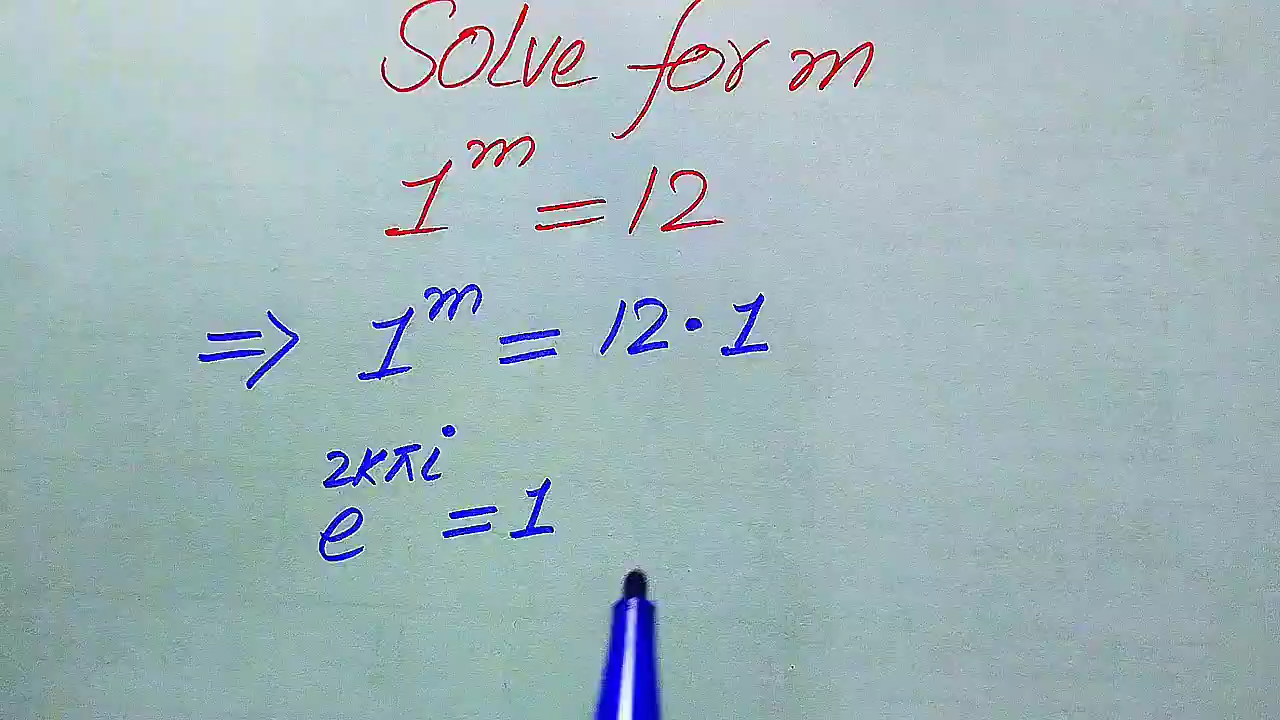 Solve for m
1^m = 12
=> 1^m = 12·1
e^2kπi = 1